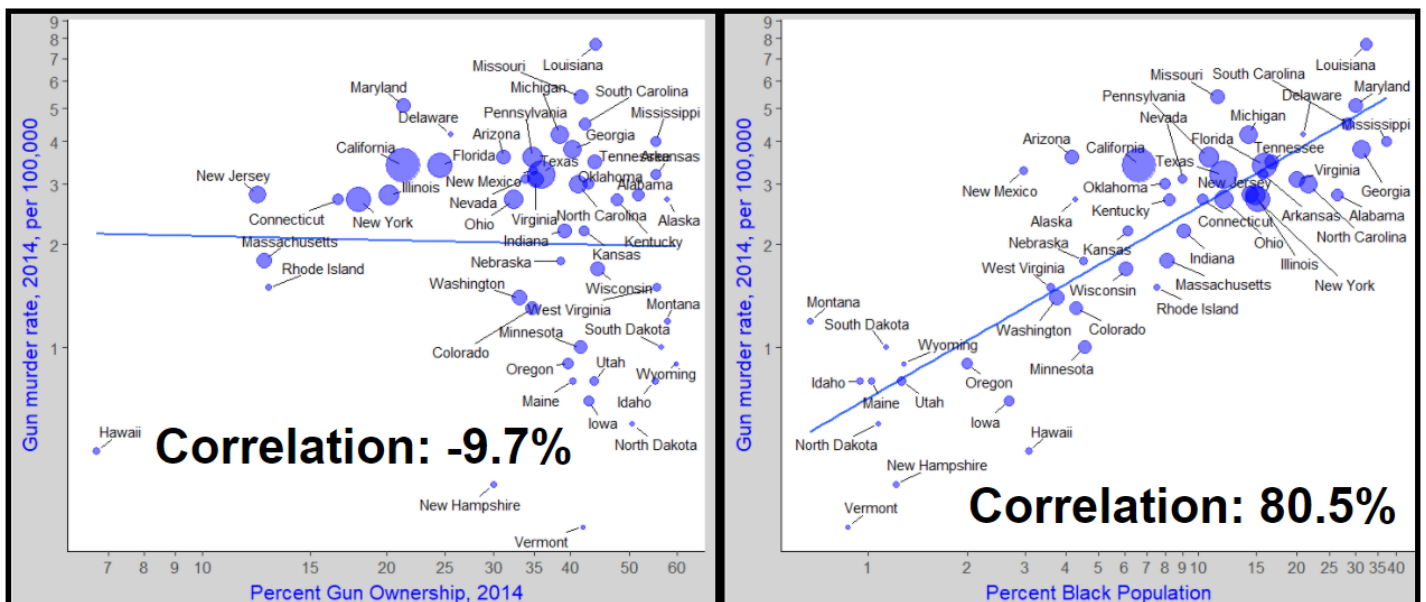 Gun murder rate, 2014, per 100,000
9
8
7
6
5
4
3
2
1
Louisiana
Missouri
Michigan
South Carolina
Maryland
Pennsylvania
Mississippi
Delaware
Arizona
Georgia
California
Florida
Texas
Tennessee
Arkansas
New Jersey
Illinois
New Mexico
Oklahoma
Alabama
Connecticut
New York
Nevada
Ohio
Virginia
North Carolina
Alaska
Massachusetts
Indiana
Kentucky
Rhode Island
Nebraska
Kansas
Washington
Wisconsin
West Virginia
Montana
Colorado
Minnesota
South Dakota
Oregon
Utah
Wyoming
Maine
Idaho
Iowa
Hawaii
North Dakota
Correlation: -9.7%
New Hampshire
Vermont
7 8 9 10 15 20 25 30 35 40 50 60
Percent Gun Ownership, 2014
Gun murder rate, 2014, per 100,000
9
8
7
6
5
4
3
2
1
Louisiana
Missouri
South Carolina
Maryland
Pennsylvania
Delaware
Nevada
Michigan
Mississippi
Arizona
Florida
California
Tennessee
Texas
Virginia
New Mexico
Oklahoma
New Jersey
Georgia
Kentucky
Alaska
Connecticut
Arkansas
Alabama
Nebraska
Kansas
Ohio
North Carolina
Indiana
Illinois
West Virginia
Wisconsin
Massachusetts
New York
Montana
Rhode Island
South Dakota
Washington
Colorado
Wyoming
Minnesota
Oregon
Idaho
Maine
Utah
Iowa
North Dakota
Hawaii
New Hampshire
Vermont
Correlation: 80.5%
1 2 3 4 5 6 7 8 9 10 15 20 25 30 35 40
Percent Black Population